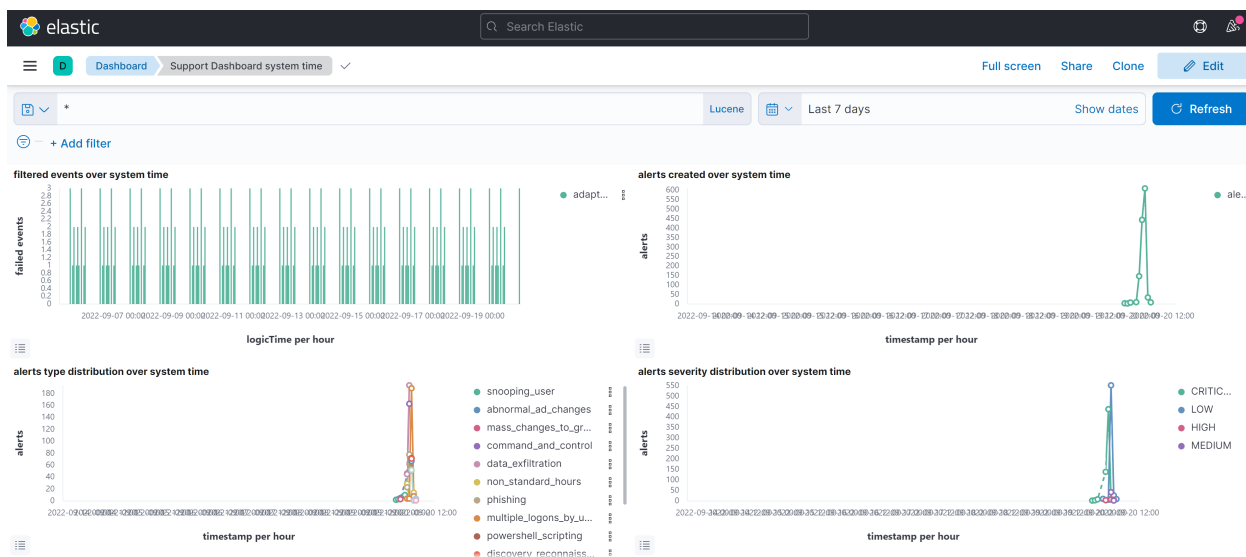 elastic
Search Elastic
D
Dashboard
Support Dashboard system time
Full screen
Share
Clone
Edit
*
Lucene
Last 7 days
Show dates
Refresh
+ Add filter
filtered events over system time
3
2.8
2.6
2.4
2.2
2
1.8
1.6
1.4
1.2
1
0.8
0.6
0.4
0.2
0
failed events
2022-09-07 00:00
2022-09-09 00:00
2022-09-11 00:00
2022-09-13 00:00
2022-09-15 00:00
2022-09-17 00:00
2022-09-19 00:00
logicTime per hour
adapt...
alerts created over system time
600
550
500
450
400
350
300
250
200
150
100
50
0
alerts
timestamp per hour
ale...
alerts type distribution over system time
180
160
140
120
100
80
60
40
20
0
alerts
timestamp per hour
snooping_user
abnormal_ad_changes
mass_changes_to_gr...
command_and_control
data_exfiltration
non_standard_hours
phishing
multiple_logons_by_u...
powershell_scripting
discovery_reconnaiss...
alerts severity distribution over system time
550
500
450
400
350
300
250
200
150
100
50
0
alerts
timestamp per hour
CRITIC...
LOW
HIGH
MEDIUM